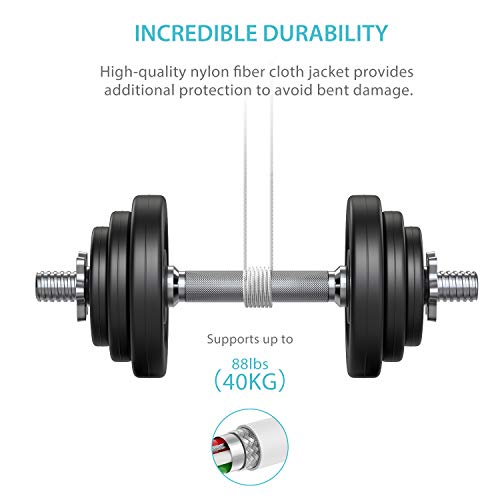 INCREDIBLE DURABILITY
High-quality nylon fiber cloth jacket provides
additional protection to avoid bent damage.
Supports up to
88lbs
(40KG)